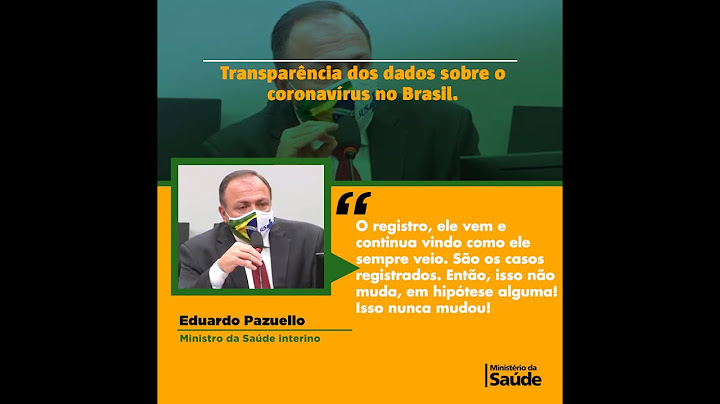 Transparência dos dados sobre o
coronavírus no Brasil.
“
O registro, ele vem e
continua vindo como ele
sempre veio. São os casos
registrados. Então, isso não
muda, em hipótese alguma!
Isso nunca mudou!
Eduardo Pazuello
Ministro da Saúde interino
Ministério da
Saúde